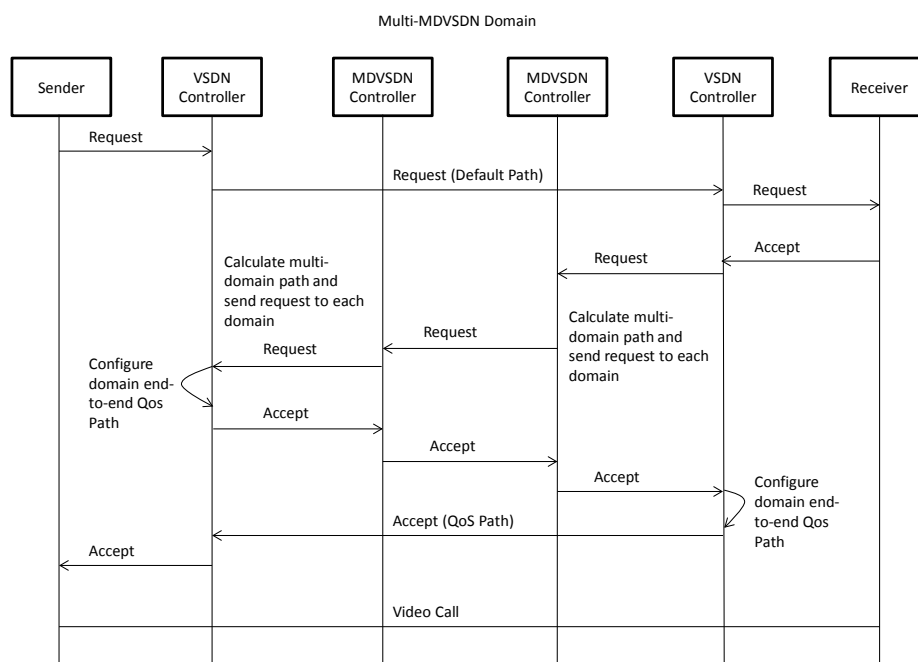 Multi-MDVSDN Domain
Sender
VSDN
Controller
MDVSDN
Controller
MDVSDN
Controller
VSDN
Controller
Receiver
Request
Request (Default Path)
Request
Accept
Request
Calculate multi-
domain path and
send request to each
domain
Calculate multi-
domain path and
send request to each
domain
Request
Request
Configure
domain end-
to-end Qos
Path
Accept
Accept
Accept
Configure
domain end-
to-end Qos
Path
Accept (QoS Path)
Accept
Video Call